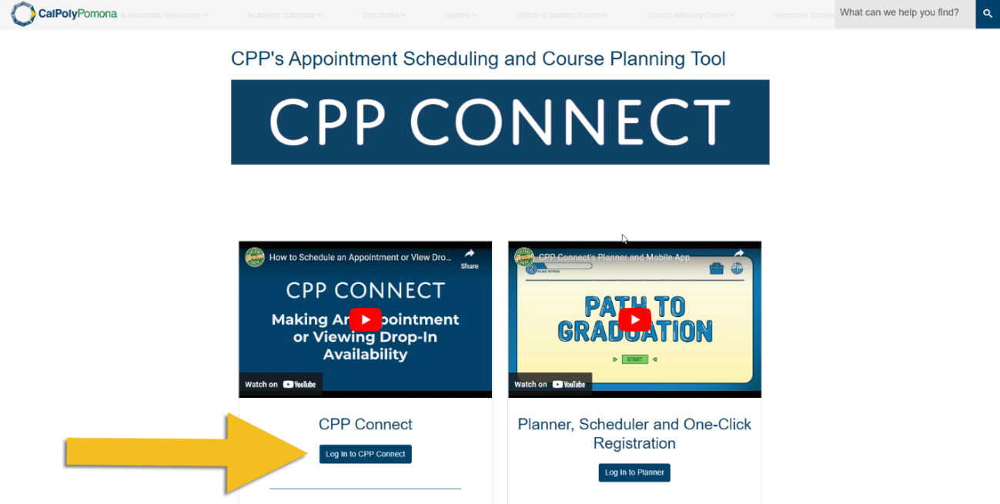 CalPolyPomona
& Academic Resources
Academic Calendar
Directories
Guides
Office of Student Success
Bronco Advising Center
Semester Conver
What can we help you find?
CPP's Appointment Scheduling and Course Planning Tool
CPP CONNECT
How to Schedule an Appointment or View Dro...
Share
CPP CONNECT
Making An Appointment
or Viewing Drop-In
Availability
Watch on YouTube
CPP Connect's Planner and Mobile App
Share
2
CLASS STATUS
PATH TO
GRADUATION
START
Watch on YouTube
CPP Connect
Log In to CPP Connect
Planner, Scheduler and One-Click
Registration
Log In to Planner